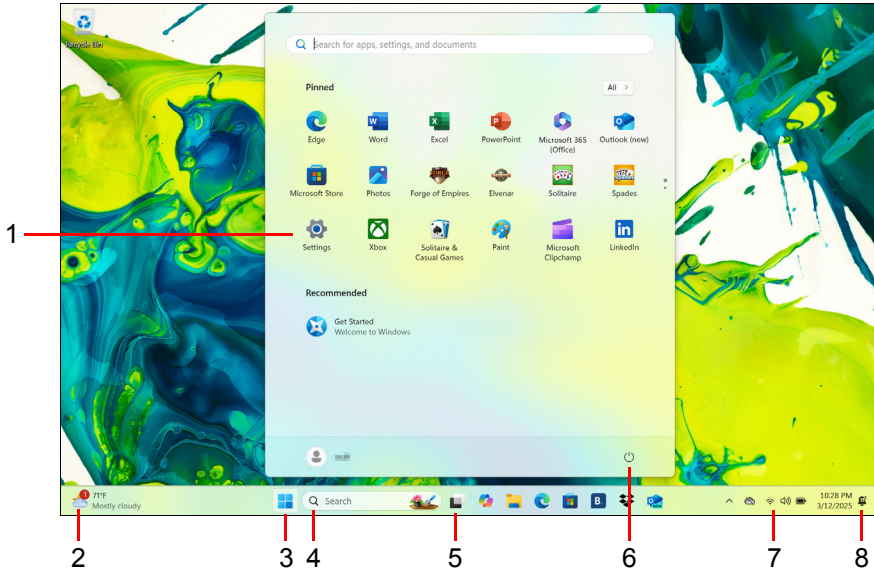 Recycle Bin
Search for apps, settings, and documents
Pinned
All >
Edge
Word
Excel
PowerPoint
Microsoft 365
(Office)
Outlook (new)
Microsoft Store
Photos
Forge of Empires
Elvenar
Solitaire
Spades
1
Settings
Xbox
Solitaire &
Casual Games
Paint
Microsoft
Clipchamp
LinkedIn
Recommended
Get Started
Welcome to Windows
1
71°F
Mostly cloudy
Search
B.
10:28 PM
3/12/2025
2
3
4
5
6
7
8